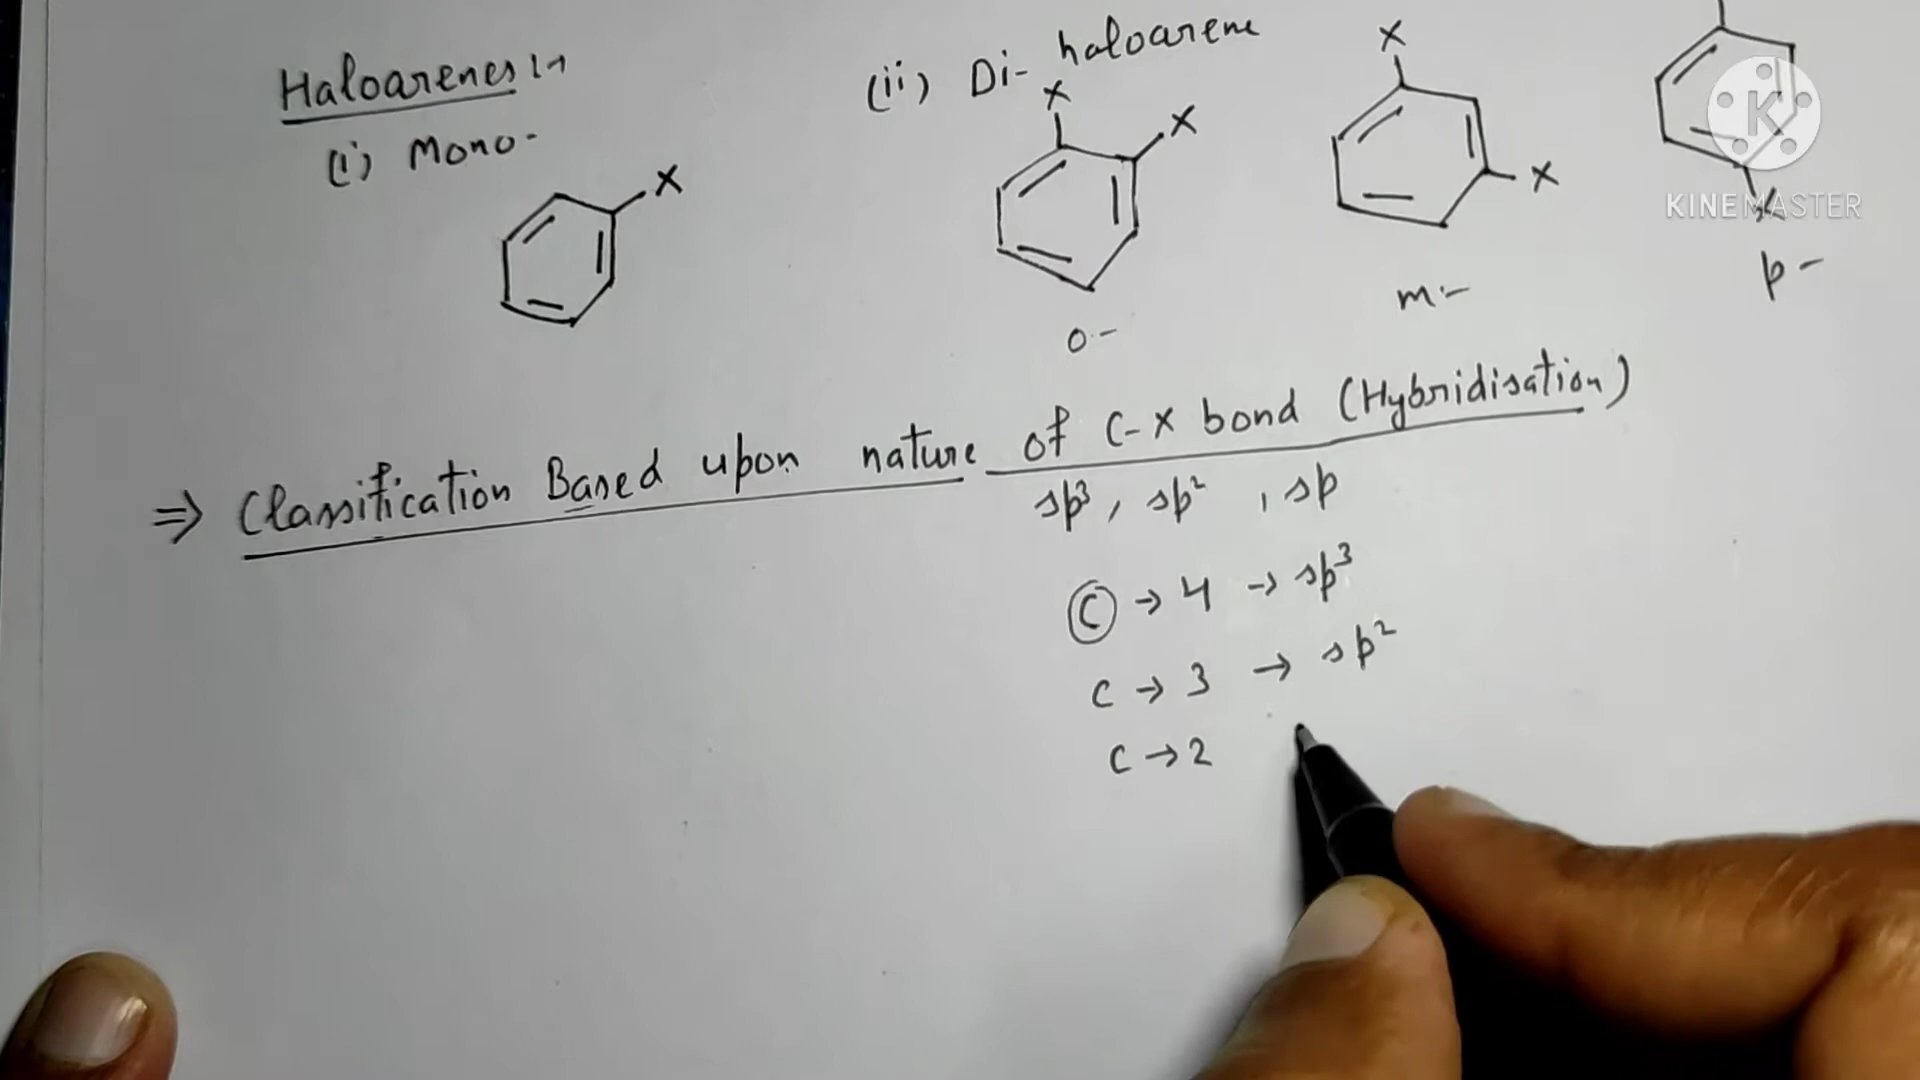 Haloarenes :→
(i) Mono-
X
(ii) Di- haloarene
X
X
o-
X
X
m-
X
p-
⇒ Classification Based upon nature of C-X bond (Hybridisation)
sp³, sp², sp
C → 4 → sp³
C → 3 → sp²
C → 2
K
KINEMASTER